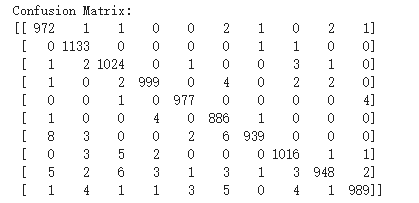 Confusion Matrix:
[[ 972 1 1 0 0 2 1 0 2 1]
[ 0 1133 0 0 0 0 1 1 0 0]
[ 1 2 1024 0 1 0 0 3 1 0]
[ 1 0 2 999 0 4 0 2 2 0]
[ 0 0 1 0 977 0 0 0 0 4]
[ 1 0 0 4 0 886 1 0 0 0]
[ 8 3 0 0 2 6 939 0 0 0]
[ 0 3 5 2 0 0 0 1016 1 1]
[ 5 2 6 3 1 3 1 3 948 2]
[ 1 4 1 1 3 5 0 4 1 989]]